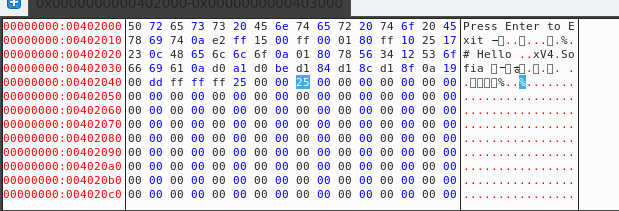 0x0000000000402000-0x0000000000403000
00000000:00402000 50 72 65 73 73 20 45 6e 74 65 72 20 74 6f 20 45 Press Enter to E
00000000:00402010 78 69 74 0a e2 ff 15 00 ff 00 01 80 ff 10 25 17 xit ¬□..□...□.%.
00000000:00402020 23 0c 48 65 6c 6c 6f 0a 01 80 78 56 34 12 53 6f # Hello ..xV4.So
00000000:00402030 66 69 61 0a d0 a1 d0 be d1 84 d1 8c d1 8f 0a 19 fia
00000000:00402040 00 dd ff ff ff 25 00 00 25 00 00 00 00 00 00 00 .□□□□%..%.......
00000000:00402050 00 00 00 00 00 00 00 00 00 00 00 00 00 00 00 00 ................
00000000:00402060 00 00 00 00 00 00 00 00 00 00 00 00 00 00 00 00 ................
00000000:00402070 00 00 00 00 00 00 00 00 00 00 00 00 00 00 00 00 ................
00000000:00402080 00 00 00 00 00 00 00 00 00 00 00 00 00 00 00 00 ................
00000000:00402090 00 00 00 00 00 00 00 00 00 00 00 00 00 00 00 00 ................
00000000:004020a0 00 00 00 00 00 00 00 00 00 00 00 00 00 00 00 00 ................
00000000:004020b0 00 00 00 00 00 00 00 00 00 00 00 00 00 00 00 00 ................
00000000:004020c0 00 00 00 00 00 00 00 00 00 00 00 00 00 00 00 00 ................